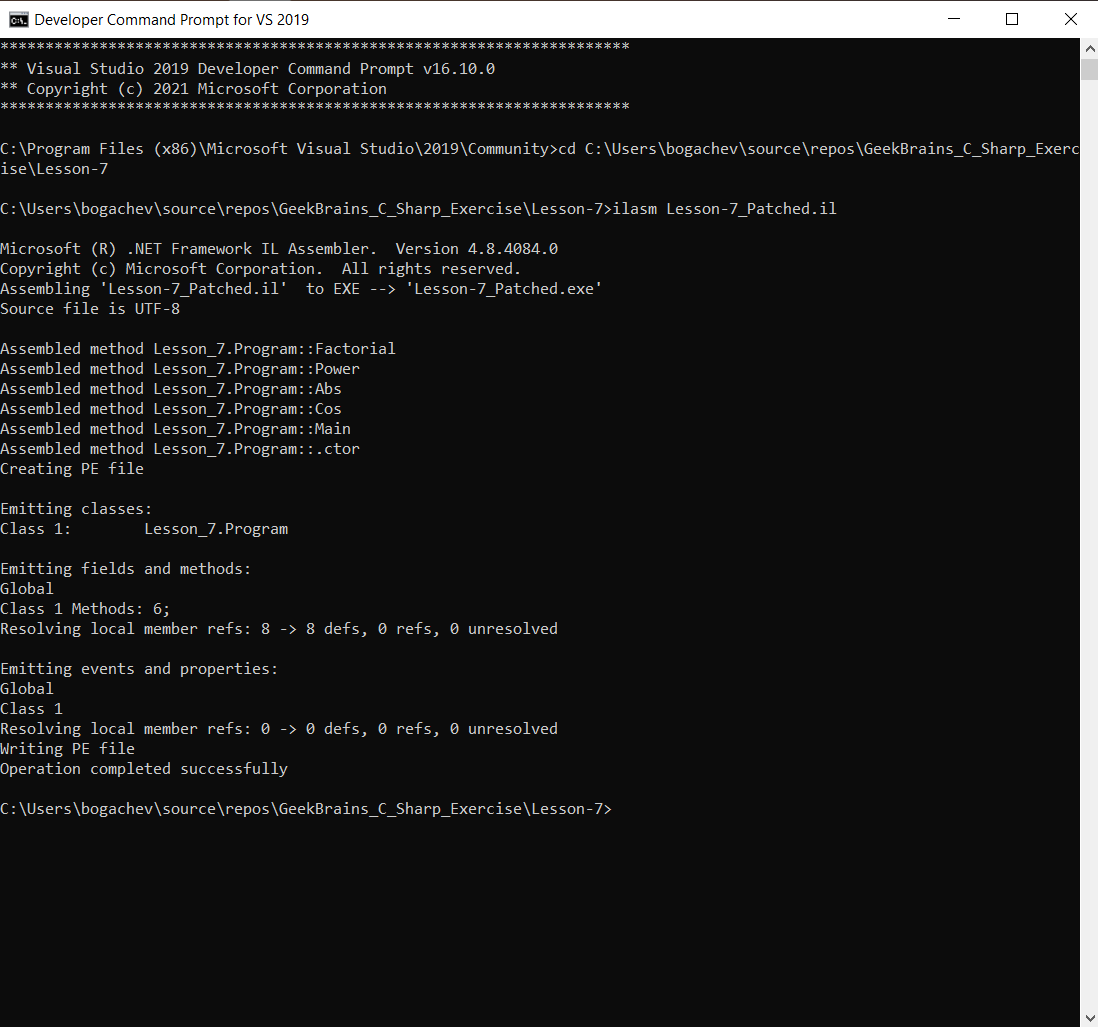 Developer Command Prompt for VS 2019
**********************************************************************
** Visual Studio 2019 Developer Command Prompt v16.10.0
** Copyright (c) 2021 Microsoft Corporation
**********************************************************************
C:\Program Files (x86)\Microsoft Visual Studio\2019\Community>cd C:\Users\bogachev\source\repos\GeekBrains_C_Sharp_Exerc
ise\Lesson-7
C:\Users\bogachev\source\repos\GeekBrains_C_Sharp_Exercise\Lesson-7>ilasm Lesson-7_Patched.il
Microsoft (R) .NET Framework IL Assembler.  Version 4.8.4084.0
Copyright (c) Microsoft Corporation.  All rights reserved.
Assembling 'Lesson-7_Patched.il'  to EXE --> 'Lesson-7_Patched.exe'
Source file is UTF-8
Assembled method Lesson_7.Program::Factorial
Assembled method Lesson_7.Program::Power
Assembled method Lesson_7.Program::Abs
Assembled method Lesson_7.Program::Cos
Assembled method Lesson_7.Program::Main
Assembled method Lesson_7.Program::.ctor
Creating PE file
Emitting classes:
Class 1:        Lesson_7.Program
Emitting fields and methods:
Global
Class 1 Methods: 6;
Resolving local member refs: 8 -> 8 defs, 0 refs, 0 unresolved
Emitting events and properties:
Global
Class 1
Resolving local member refs: 0 -> 0 defs, 0 refs, 0 unresolved
Writing PE file
Operation completed successfully
C:\Users\bogachev\source\repos\GeekBrains_C_Sharp_Exercise\Lesson-7>